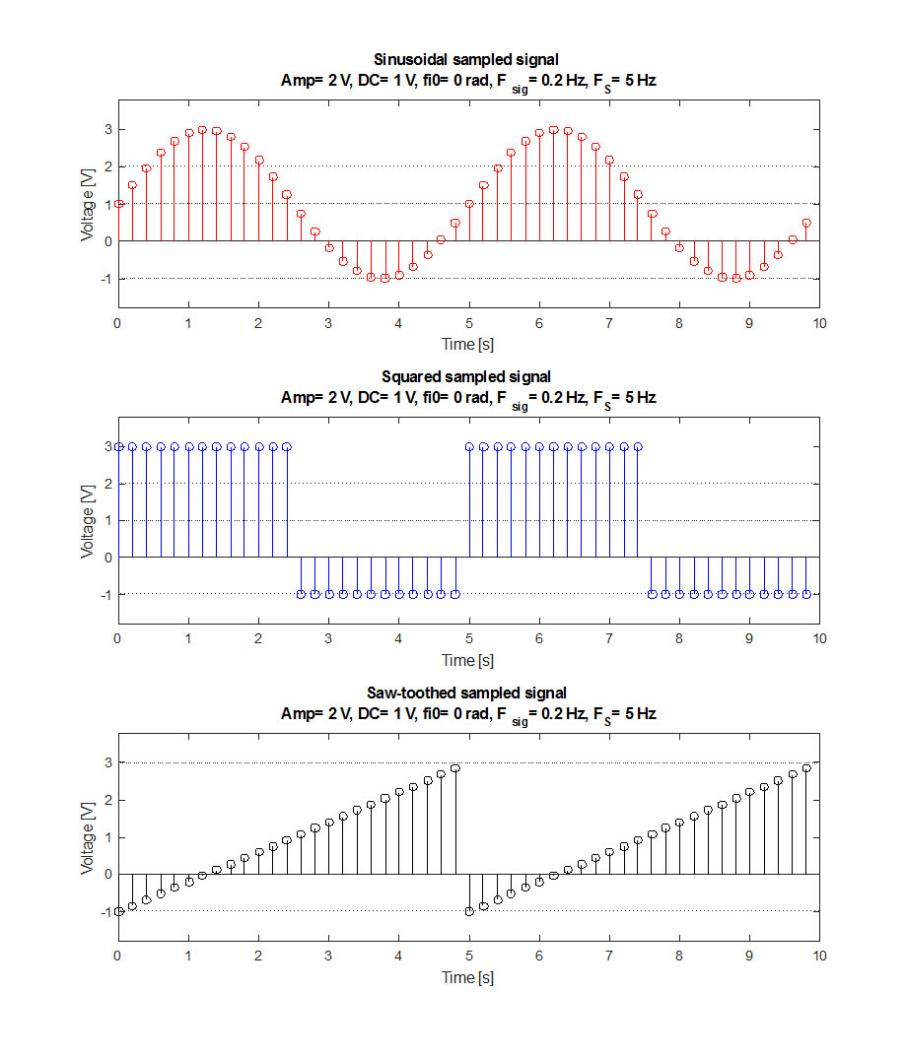 Sinusoidal sampled signal
Amp= 2 V, DC= 1 V, fi0= 0 rad, F sig = 0.2 Hz, FS= 5 Hz
3
2
1
0
-1
Voltage [V]
0 1 2 3 4 5 6 7 8 9 10
Time [s]
Squared sampled signal
Amp= 2 V, DC= 1 V, fi0= 0 rad, F sig = 0.2 Hz, FS= 5 Hz
3
2
1
0
-1
Voltage [V]
0 1 2 3 4 5 6 7 8 9 10
Time [s]
Saw-toothed sampled signal
Amp= 2 V, DC= 1 V, fi0= 0 rad, F sig = 0.2 Hz, FS= 5 Hz
3
2
1
0
-1
Voltage [V]
0 1 2 3 4 5 6 7 8 9 10
Time [s]